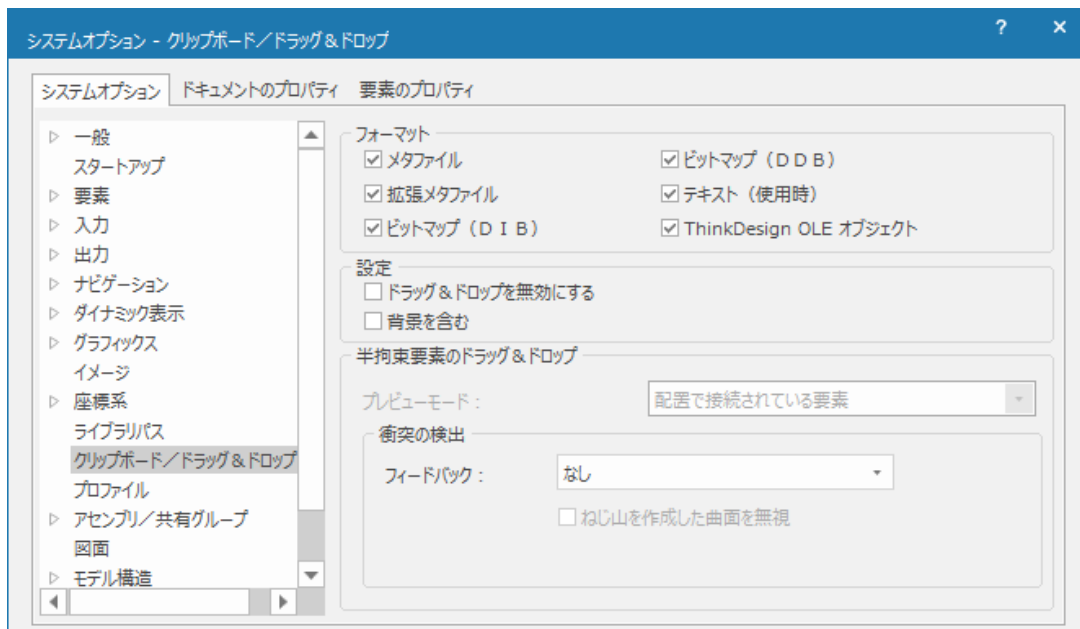 システムオプション - クリップボード／ドラッグ＆ドロップ
?
×
システムオプション ドキュメントのプロパティ 要素のプロパティ
一般
スタートアップ
要素
入力
出力
ナビゲーション
ダイナミック表示
グラフィックス
イメージ
座標系
ライブラリパス
クリップボード／ドラッグ＆ドロップ
プロファイル
アセンブリ／共有グループ
図面
モデル構造
フォーマット
メタファイル
ビットマップ（ＤＤＢ）
拡張メタファイル
テキスト（使用時）
ビットマップ（ＤＩＢ）
ThinkDesign OLE オブジェクト
設定
ドラッグ＆ドロップを無効にする
背景を含む
半拘束要素のドラッグ＆ドロップ
プレビューモード：
配置で接続されている要素
衝突の検出
フィードバック：
なし
ねじ山を作成した曲面を無視